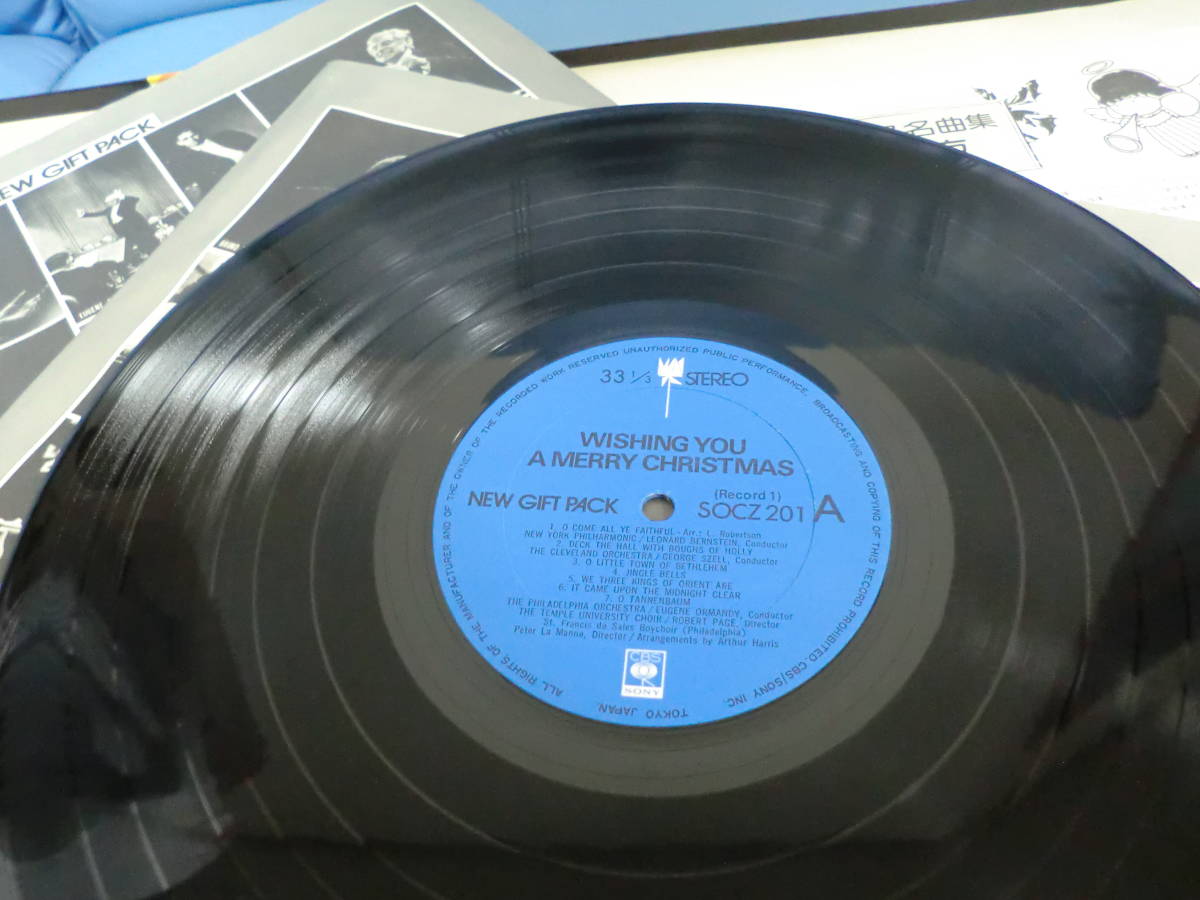 NEW GIFT PACK
EUGENE
名曲集
33 1/3 STEREO
WISHING YOU
A MERRY CHRISTMAS
NEW GIFT PACK
(Record 1)
SOCZ 201 A
1. O COME ALL YE FAITHFUL - Arr.: L. Robertson
NEW YORK PHILHARMONIC / LEONARD BERNSTEIN, Conductor
2. DECK THE HALL WITH BOUGHS OF HOLLY
THE CLEVELAND ORCHESTRA / GEORGE SZELL, Conductor
3. O LITTLE TOWN OF BETHLEHEM
4. JINGLE BELLS
5. WE THREE KINGS OF ORIENT ARE
6. IT CAME UPON THE MIDNIGHT CLEAR
7. O TANNENBAUM
THE PHILADELPHIA ORCHESTRA / EUGENE ORMANDY, Conductor
THE TEMPLE UNIVERSITY CHOIR / ROBERT PAGE, Director
St. Francis de Sales Boychoir (Philadelphia)
Peter La Manna, Director / Arrangements by Arthur Harris
CBS
SONY
ALL RIGHTS OF THE MANUFACTURER AND OF THE OWNER OF THE RECORDED WORK RESERVED UNAUTHORIZED PUBLIC PERFORMANCE, BROADCASTING AND COPYING OF THIS RECORD PROHIBITED. CBS/SONY INC. TOKYO JAPAN.